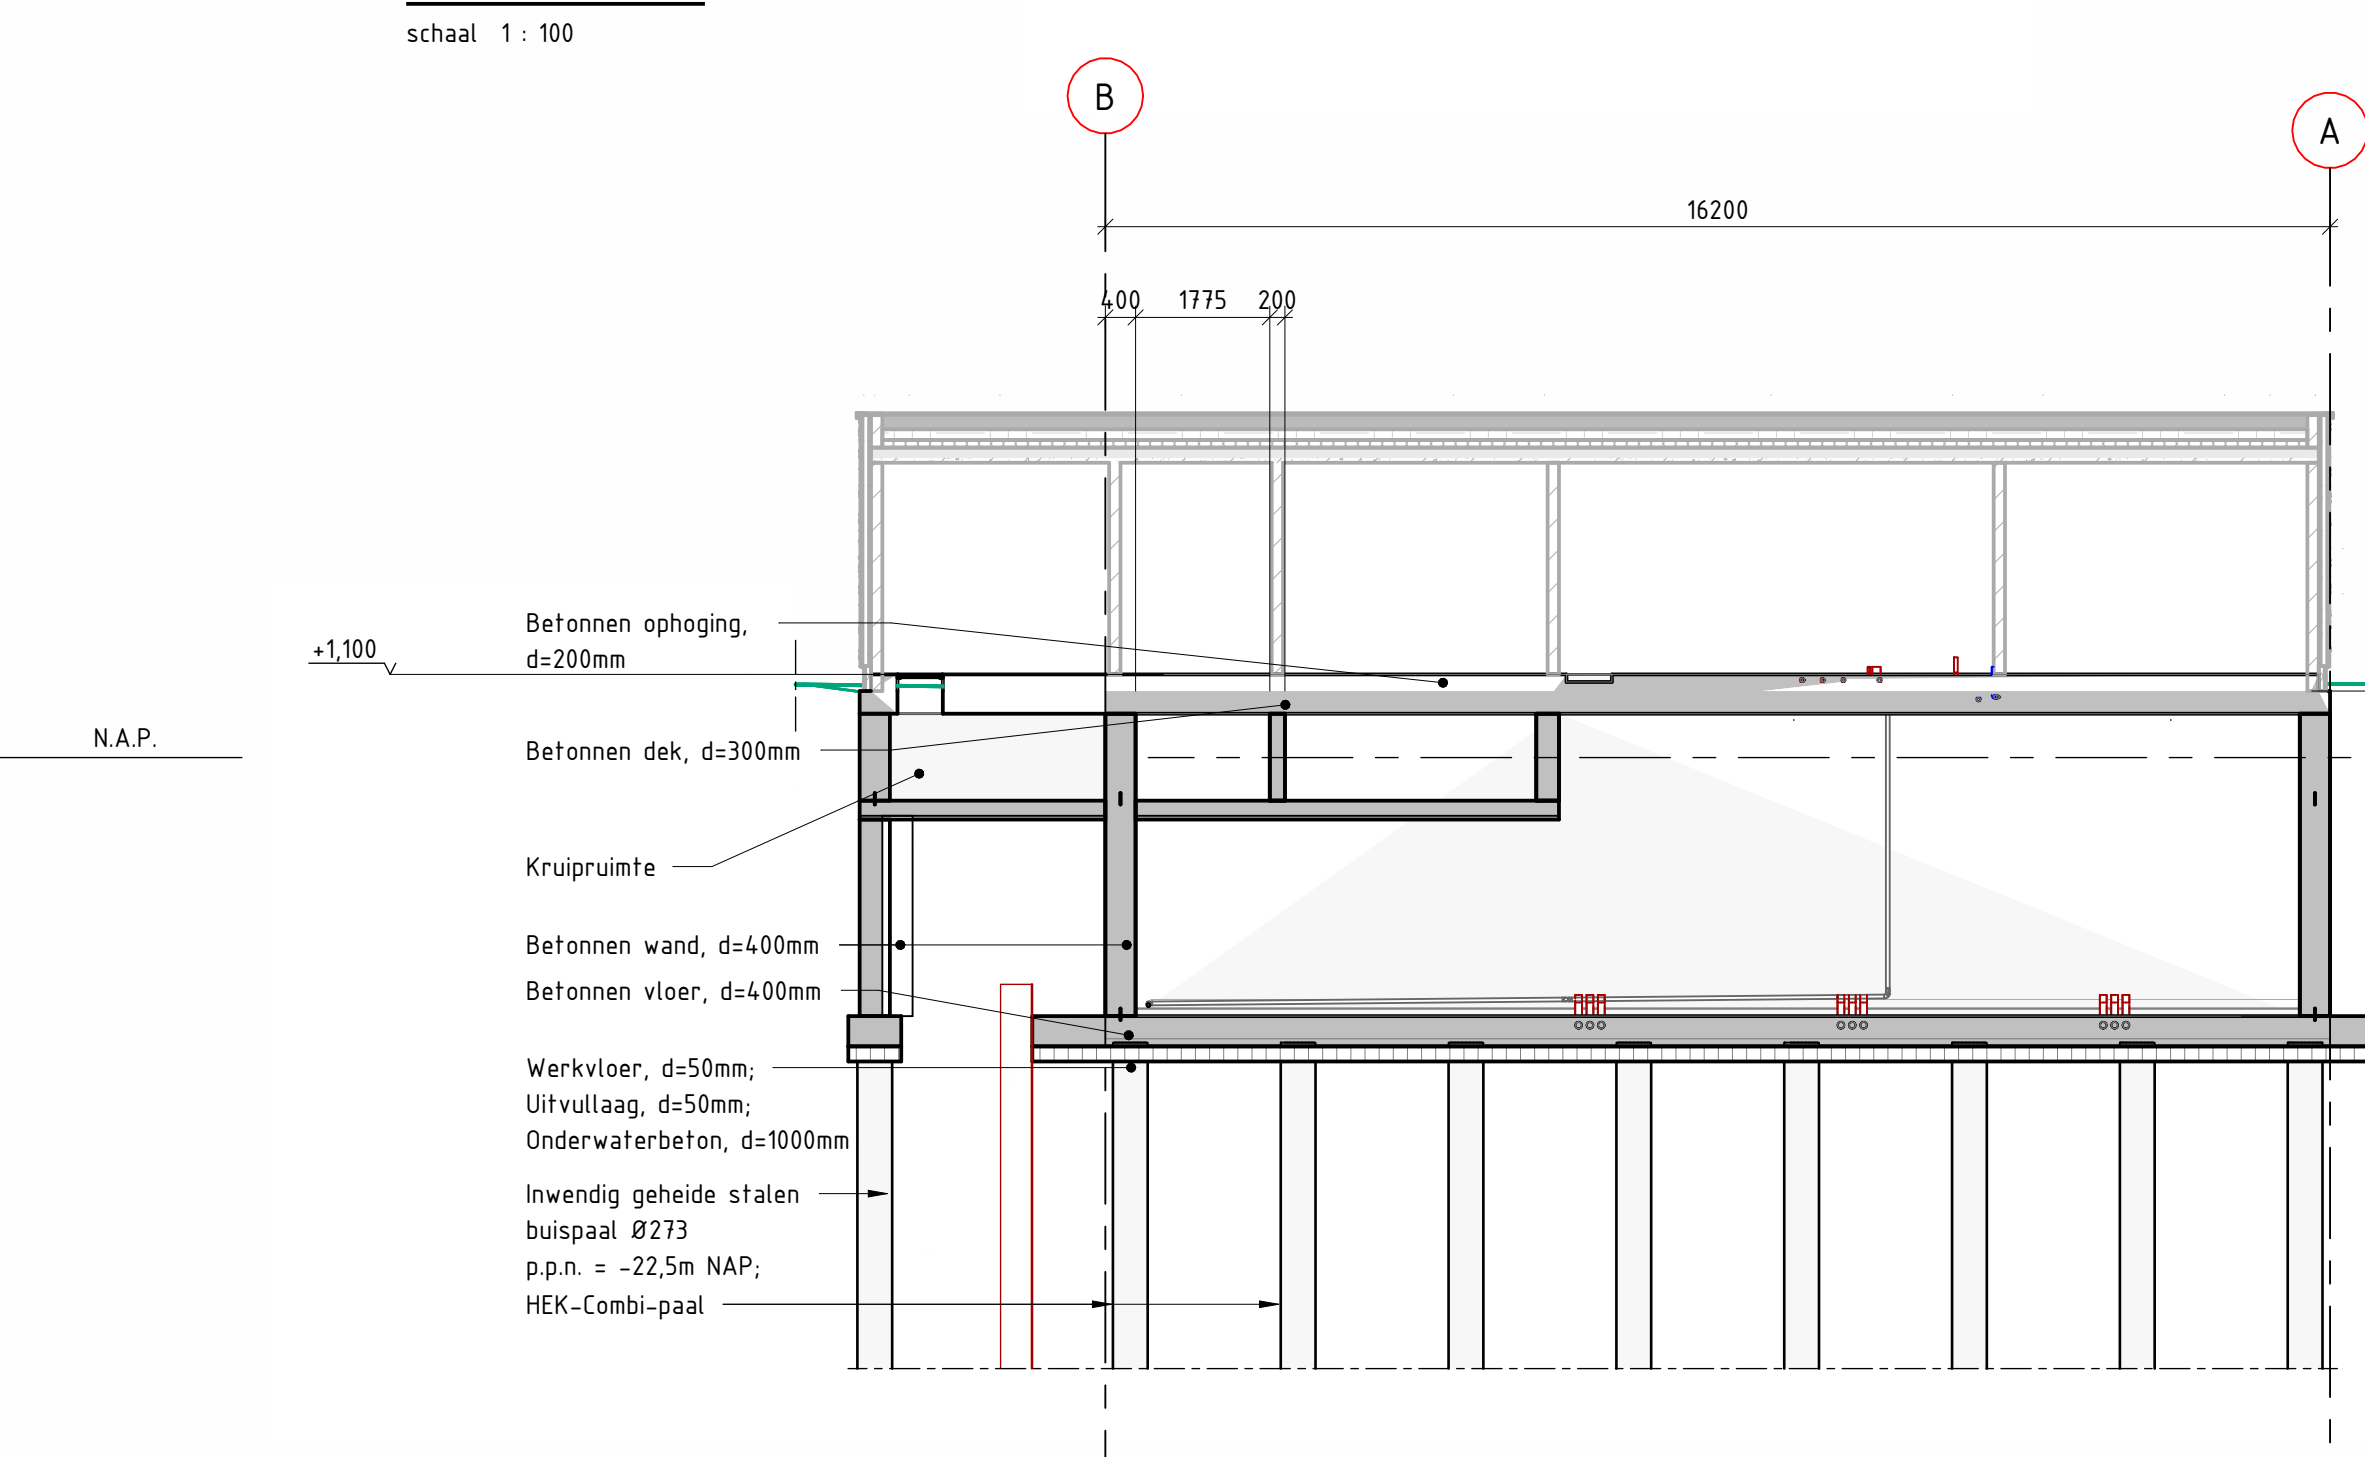 schaal 1 : 100
B
A
16200
400 1775 200
Betonnen ophoging,
d=200mm
+1,100
N.A.P.
Betonnen dek, d=300mm
Kruipruimte
Betonnen wand, d=400mm
Betonnen vloer, d=400mm
Werkvloer, d=50mm;
Uitvullaag, d=50mm;
Onderwaterbeton, d=1000mm
Inwendig geheide stalen
buispaal Ø273
p.p.n. = -22,5m NAP;
HEK-Combi-paal